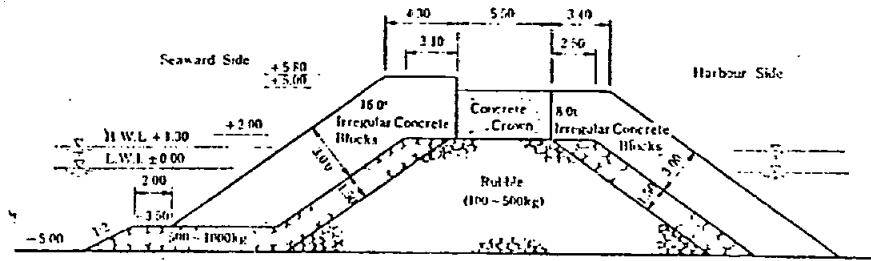 4.30 5.50 3.40
3.10 2.50
Seaward Side
Harbour Side
+5.80
+5.00
16.0t
Irregular Concrete
Blocks
Concrete
Crown
8.0t
Irregular Concrete
Blocks
+2.00
H.W.L +1.30
L.W.L ±0.00
2.00
3.00
3.00
-3.50
1:2
500~1000kg
Rubble
(100~500kg)
-5.00